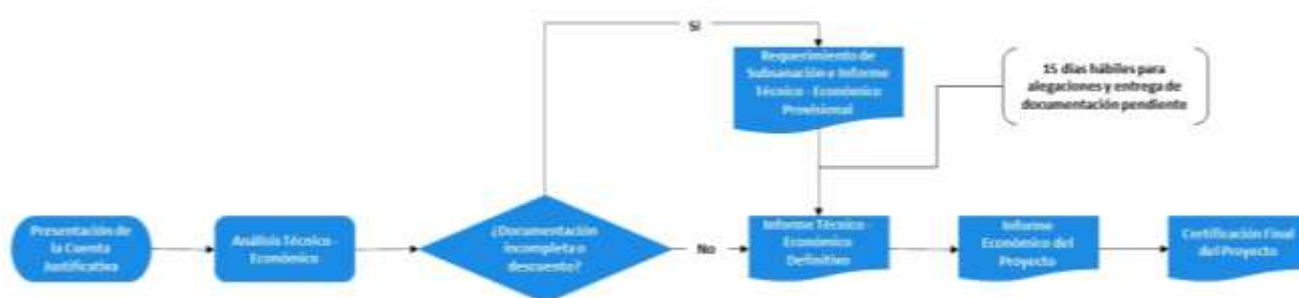 Si
Requerimiento de
Subsanación e Informe
Técnico - Económico
Provisional
15 días hábiles para
alegaciones y entrega de
documentación pendiente
Presentación de
la Cuenta
Justificativa
Análisis Técnico -
Económico
¿Documentación
incompleta o
descuento?
No
Informe Técnico -
Económico
Definitivo
Informe
Económico del
Proyecto
Certificación Final
del Proyecto